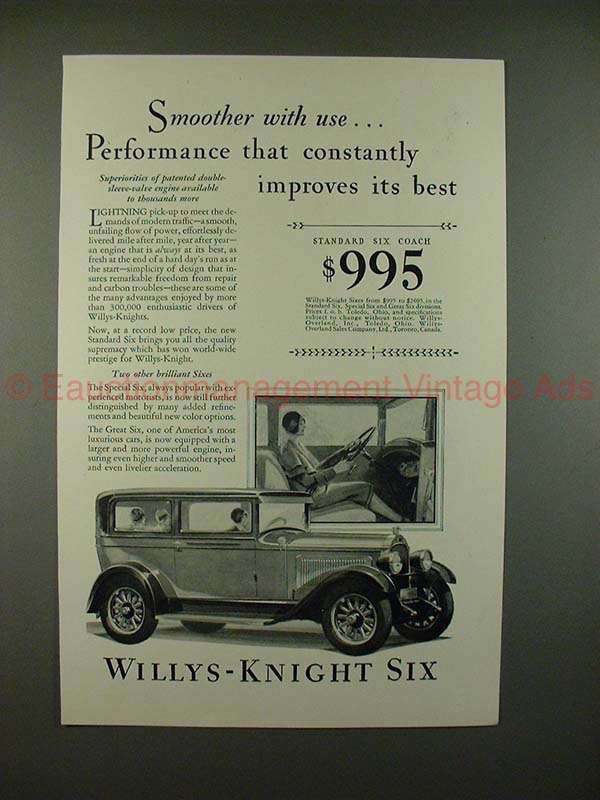 Smoother with use...
Performance that constantly
improves its best
Superiorities of patented double-
sleeve-valve engine available
to thousands more
LIGHTNING pick-up to meet the de-
mands of modern traffic—a smooth,
unfailing flow of power, effortlessly de-
livered mile after mile, year after year—
an engine that is always at its best, as
fresh at the end of a hard day's run as at
the start—simplicity of design that in-
sures remarkable freedom from repair
and carbon troubles—these are some of
the many advantages enjoyed by more
than 300,000 enthusiastic drivers of
Willys-Knights.
Now, at a record low price, the new
Standard Six brings you all the quality
supremacy which has won world-wide
prestige for Willys-Knight.
Two other brilliant Sixes
The Special Six, always popular with ex-
perienced motorists, is now still further
distinguished by many added refine-
ments and beautiful new color options.
The Great Six, one of America's most
luxurious cars, is now equipped with a
larger and more powerful engine, in-
suring even higher and smoother speed
and even livelier acceleration.
STANDARD SIX COACH
$995
Willys-Knight Sixes from $995 to $2695, in the
Standard Six, Special Six and Great Six divisions.
Prices f. o. b. Toledo, Ohio, and specifications
subject to change without notice. Willys-
Overland, Inc., Toledo, Ohio. Willys-
Overland Sales Company, Ltd., Toronto, Canada.
WILLYS-KNIGHT SIX
Management Vintage Ads